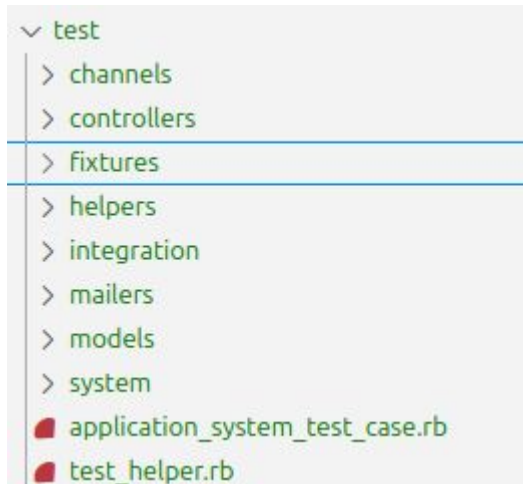 test
channels
controllers
fixtures
helpers
integration
mailers
models
system
application_system_test_case.rb
test_helper.rb